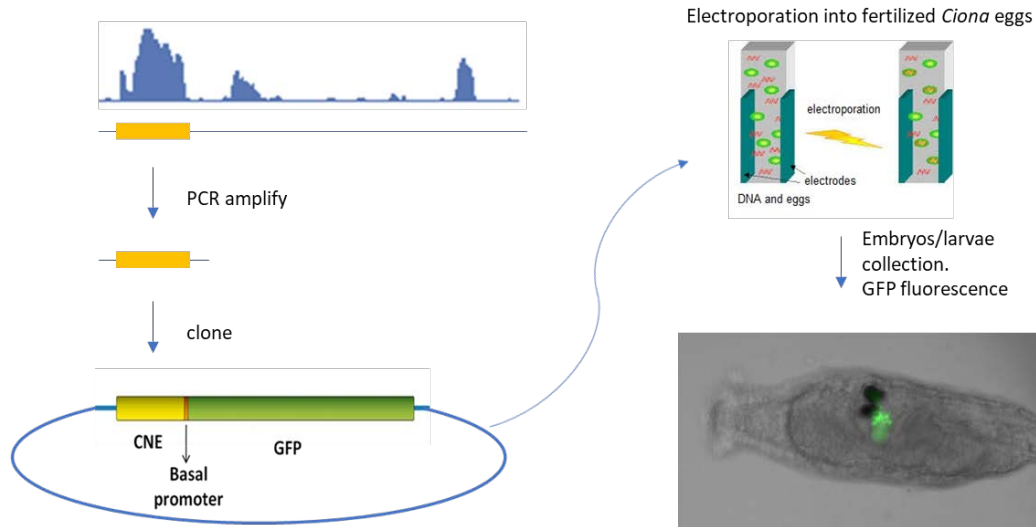 PCR amplify
clone
CNE
GFP
Basal
promoter
Electroporation into fertilized Ciona eggs
electroporation
electrodes
DNA and eggs
Embryos/larvae
collection.
GFP fluorescence